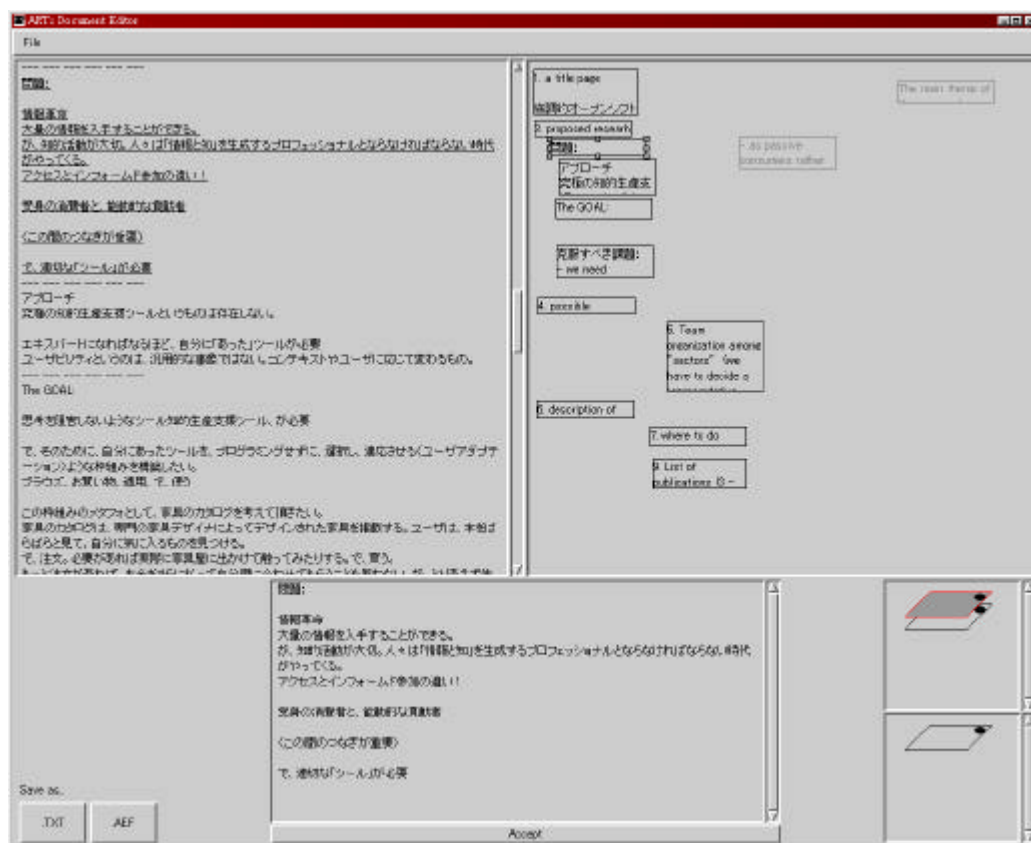 ART: Document Editor
File
--- --- --- --- --- --- ---
問題:
情報革命
大量の情報を入手することができる。
が、知的活動が大切。人々は「情報と知」を生成するプロフェッショナルとならなければならない時代
がやってくる。
アクセスとインフォームド参加の違い!
受身の消費者と、能動的な貢献者
(この間のつなぎが重要)
で、適切な「ツール」が必要
--- --- --- --- --- --- ---
アプローチ
究極の知的生産支援ツールというものは存在しない。
エキスパートになればなるほど、自分に「あった」ツールが必要
ユーザビリティというのは、汎用的な事象ではない。コンテキストやユーザに応じて変わるもの。
--- --- --- --- --- --- ---
The GOAL:
思考を阻害しないようなツール知的生産支援ツール、が必要
で、そのために、自分にあったツールを、プログラミングせずに、選択し、適応させる(ユーザアダプテ
ーション)ような枠組みを構築したい。
ブラウズ、お買い物、適用、で、使う
この枠組みのメタファとして、家具のカタログを考えて頂きたい。
家具のカタログは、専門の家具デザイナによってデザインされた家具を掲載する。ユーザは、本をぱ
らぱらと見て、自分に気に入るものを見つける。
で、注文。必要があれば実際に家具屋に出かけて触ってみたりする。で、買う。
1. a title page
協調的オープンソフト
2. proposed research
問題:
アプローチ
究極の知的生産支
The GOAL:
克服すべき課題:
- we need
4. possible
5. Team
organization among
"sectors" (we
have to decide a
6. description of
7. where to do
9. List of
publications (3 -
The main theme of
- as passive
consumers rather
問題:
情報革命
大量の情報を入手することができる。
が、知的活動が大切。人々は「情報と知」を生成するプロフェッショナルとならなければならない時代
がやってくる。
アクセスとインフォームド参加の違い!
受身の消費者と、能動的な貢献者
(この間のつなぎが重要)
で、適切な「ツール」が必要
Save as..
.TXT
.AEF
Accept